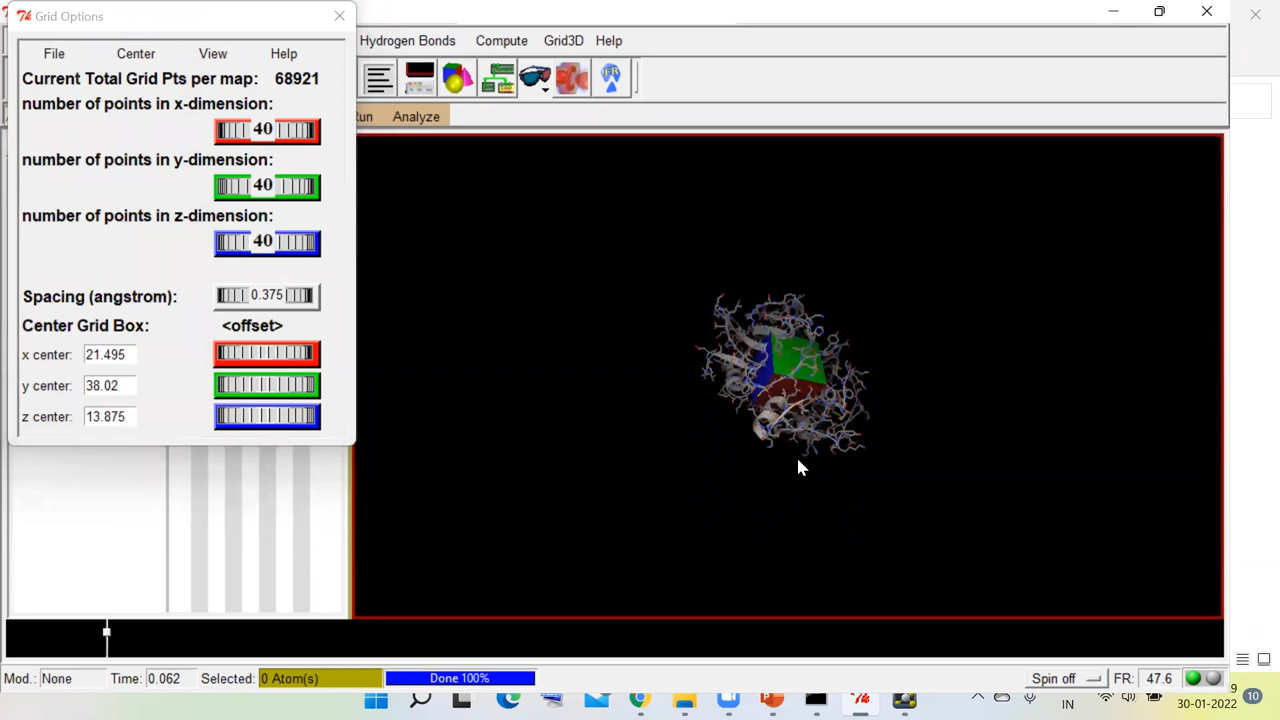 Grid Options
File Center View Help
Current Total Grid Pts per map: 68921
number of points in x-dimension:
40
number of points in y-dimension:
40
number of points in z-dimension:
40
Spacing (angstrom): 0.375
Center Grid Box: <offset>
x center: 21.495
y center: 38.02
z center: 13.875
Hydrogen Bonds Compute Grid3D Help
FR
un Analyze
Mod.: None Time: 0.062 Selected: 0 Atom(s) Done 100% Spin off FR: 47.6
IN
9
30-01-2022
10